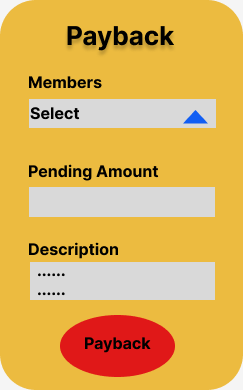 Payback
Members
Select
Pending Amount
Description
......
......
Payback